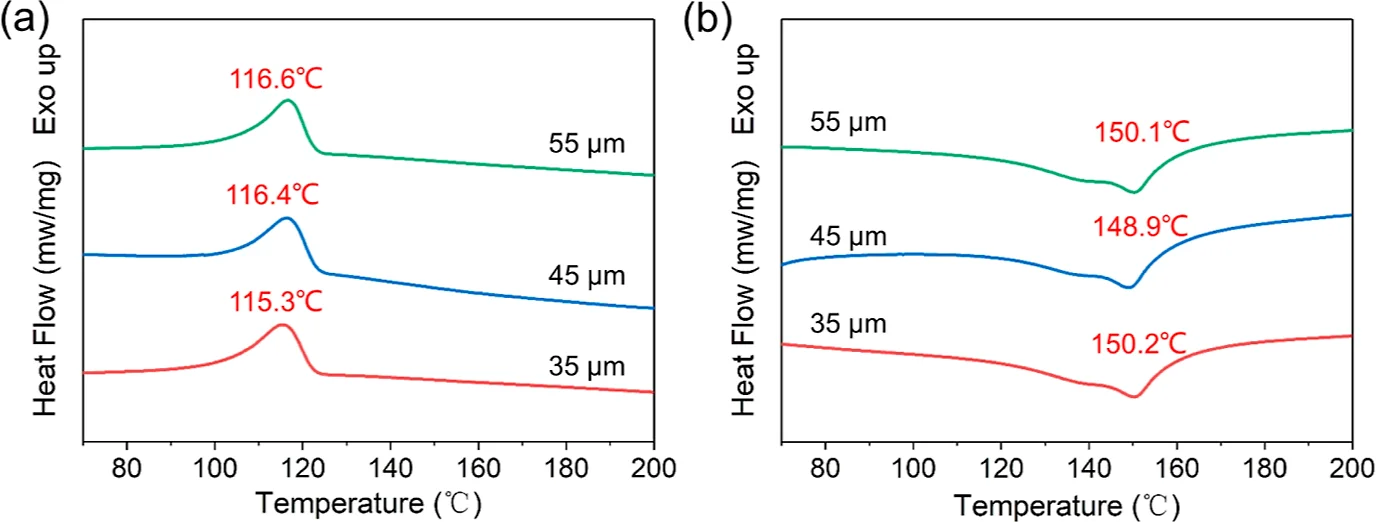 (a)
Heat Flow (mw/mg) Exo up
116.6℃
55 μm
116.4℃
45 μm
115.3℃
35 μm
80 100 120 140 160 180 200
Temperature (℃)
(b)
Heat Flow (mw/mg) Exo up
55 μm
150.1℃
45 μm
148.9℃
35 μm
150.2℃
80 100 120 140 160 180 200
Temperature (℃)